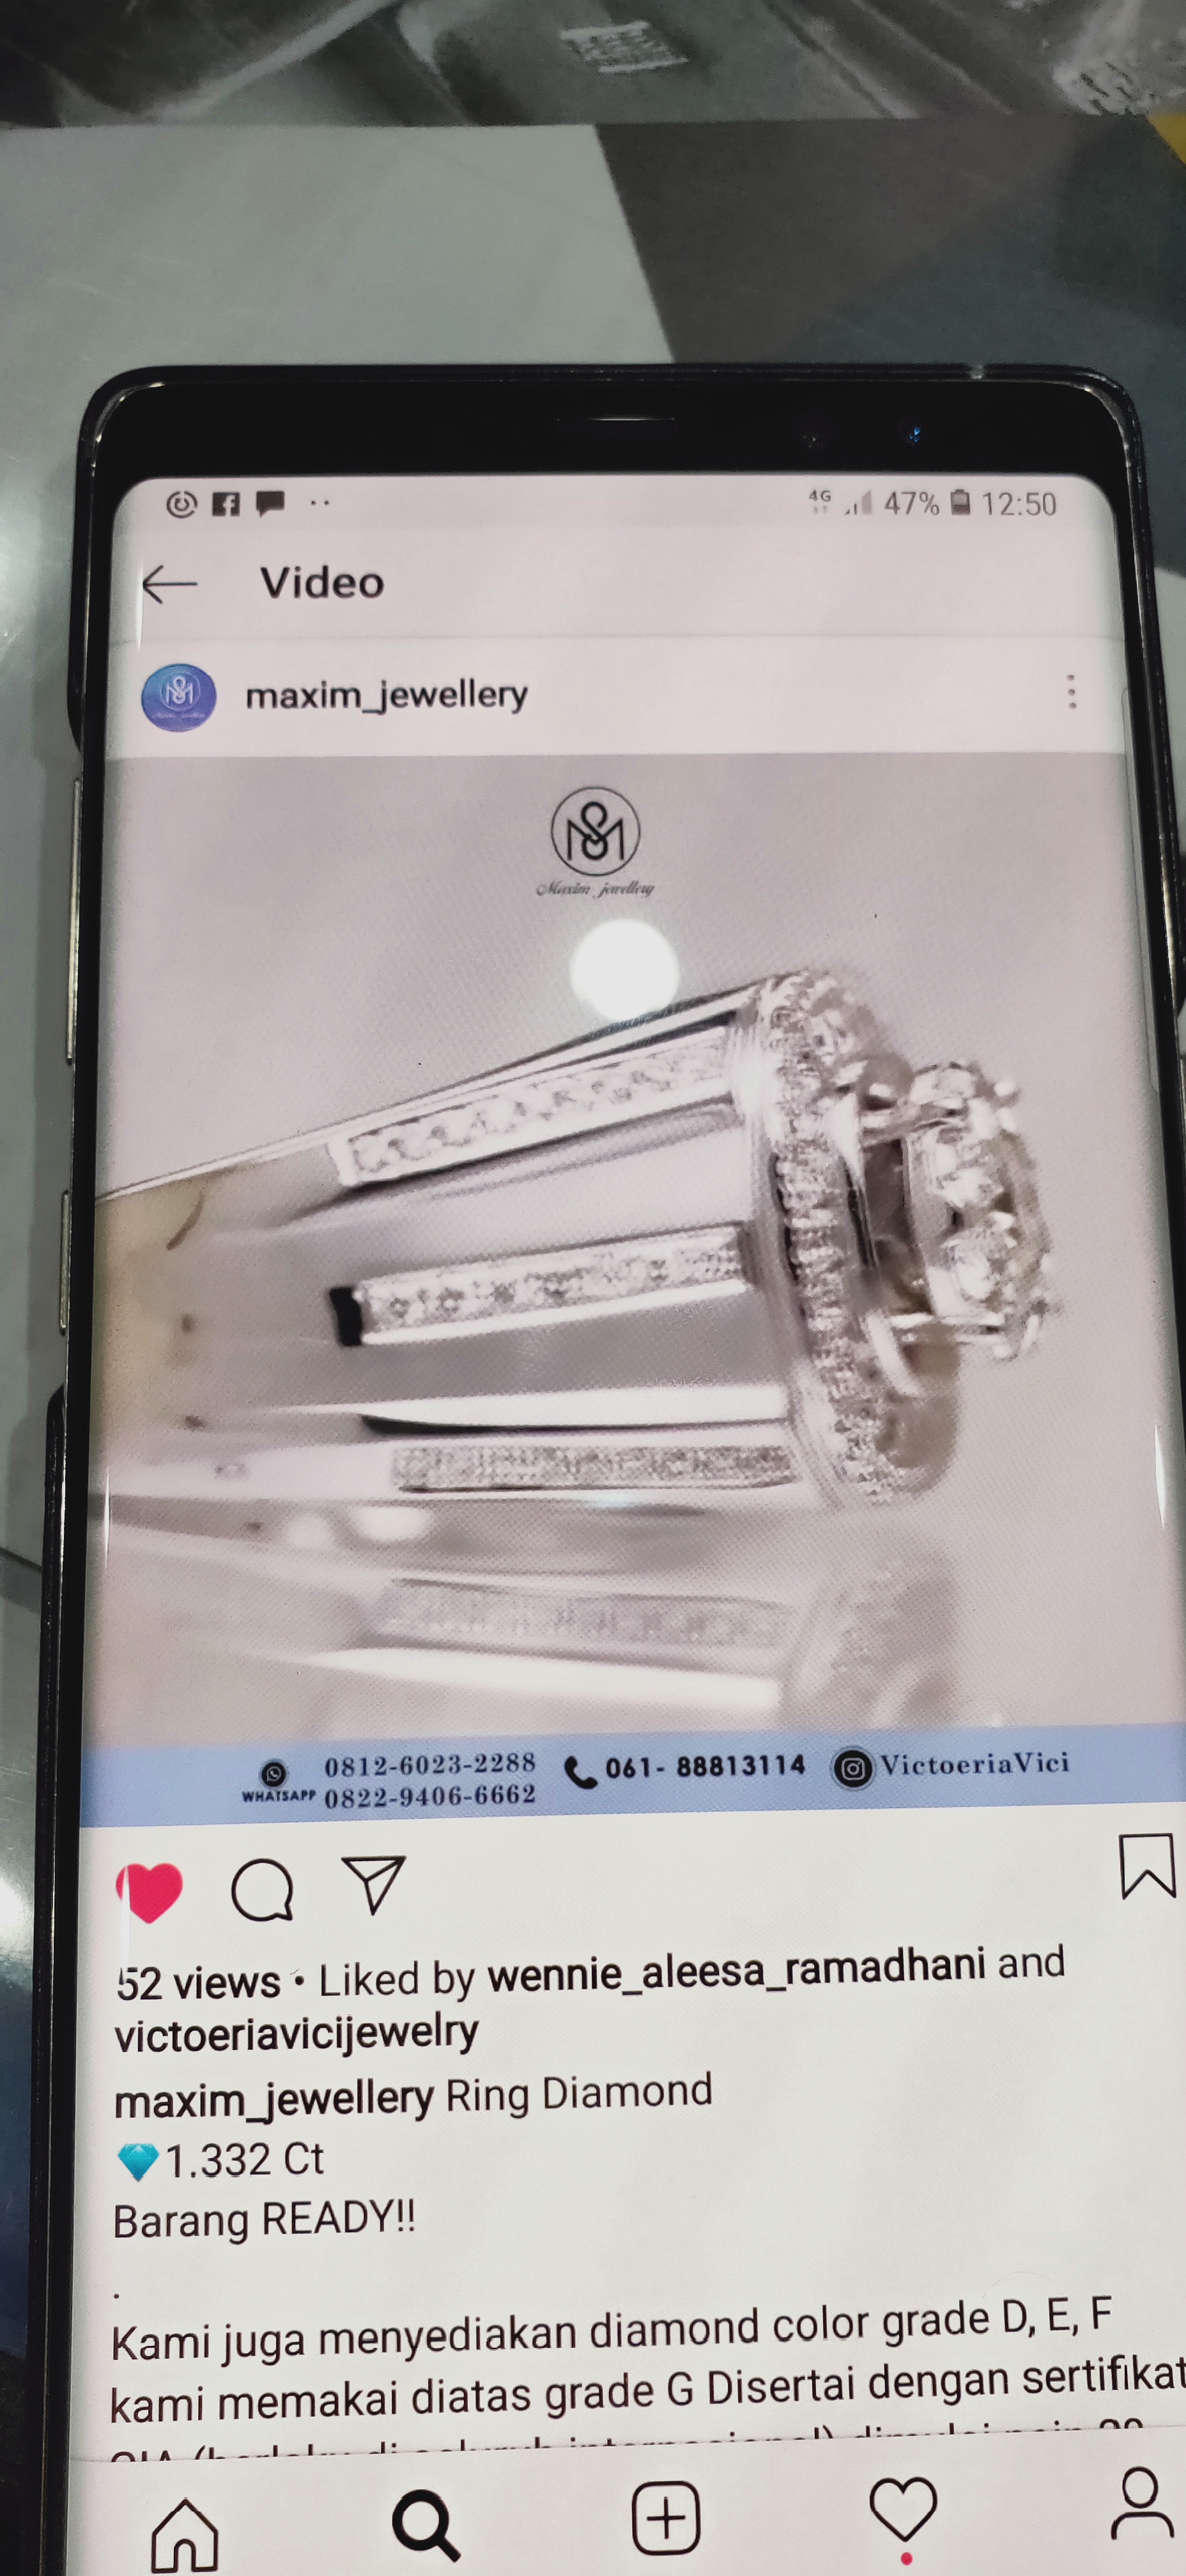 4G 47% 12:50
Video
maxim_jewellery
Maxim jewellery
WHATSAPP 0812-6023-2288
0822-9406-6662
061- 88813114
VictoeriaVici
52 views • Liked by wennie_aleesa_ramadhani and
victoeriavicijewelry
maxim_jewellery Ring Diamond
💎1.332 Ct
Barang READY!!
.
Kami juga menyediakan diamond color grade D, E, F
kami memakai diatas grade G Disertai dengan sertifikat